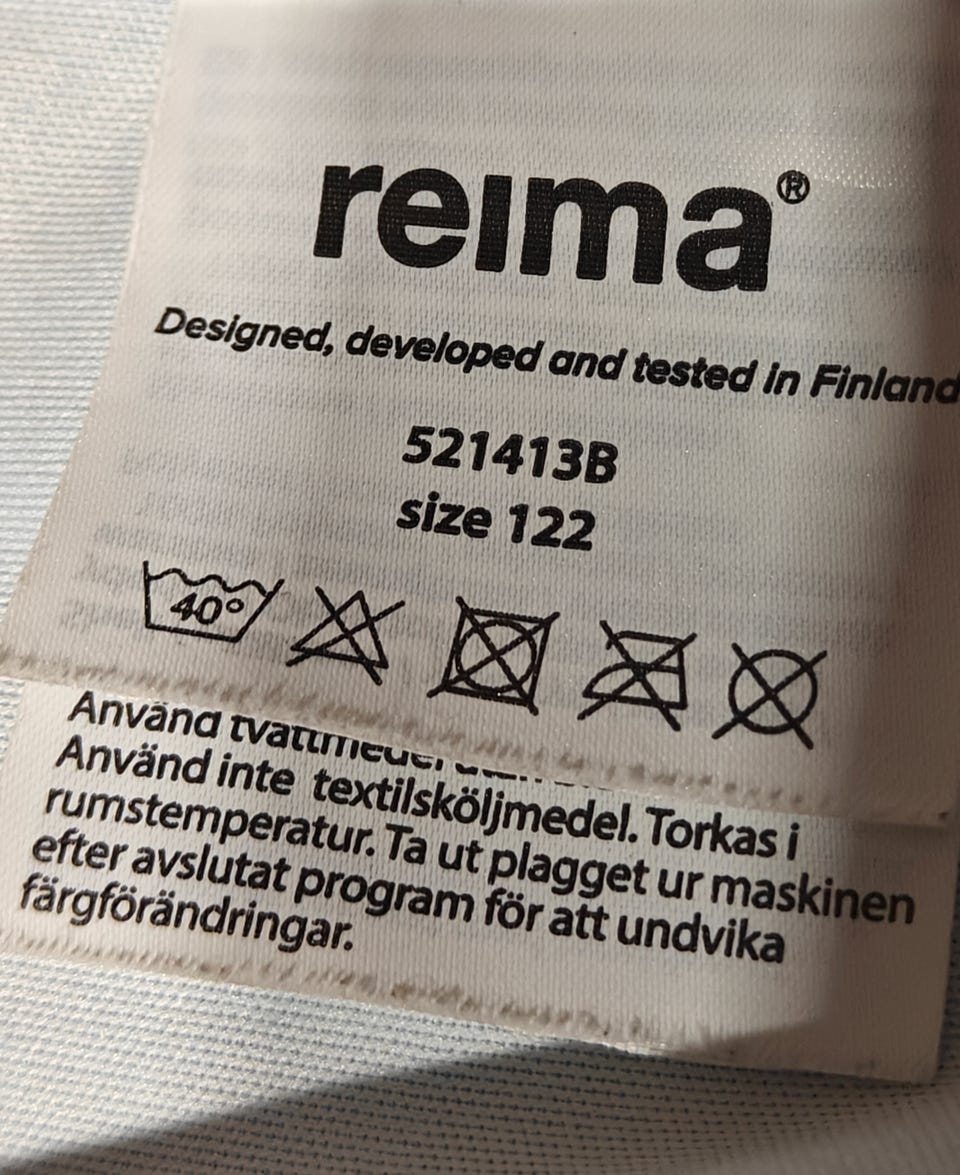 reima®
Designed, developed and tested in Finland
521413B
size 122
40°
Använd
Använd inte textilsköljmedel. Torkas i
rumstemperatur. Ta ut plagget ur maskinen
efter avslutat program för att undvika
färgförändringar.